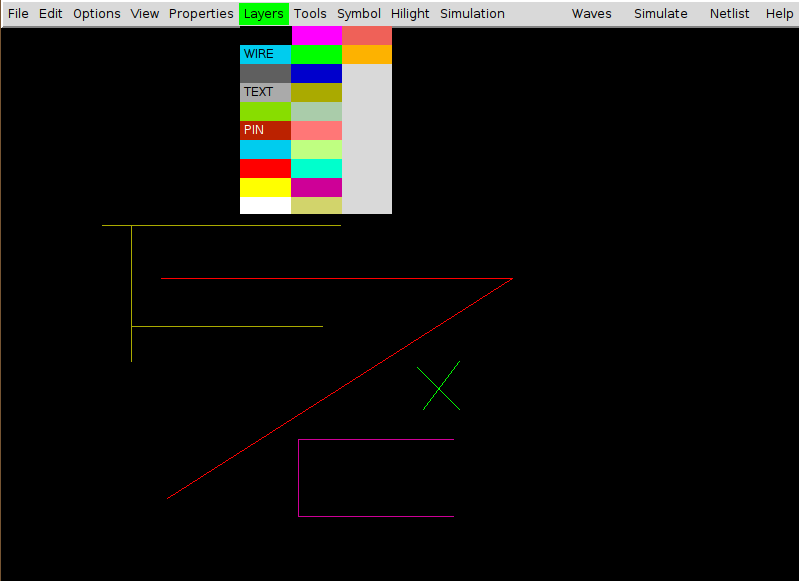 File Edit Options View Properties Layers Tools Symbol Hilight Simulation Waves Simulate Netlist Help
WIRE
TEXT
PIN